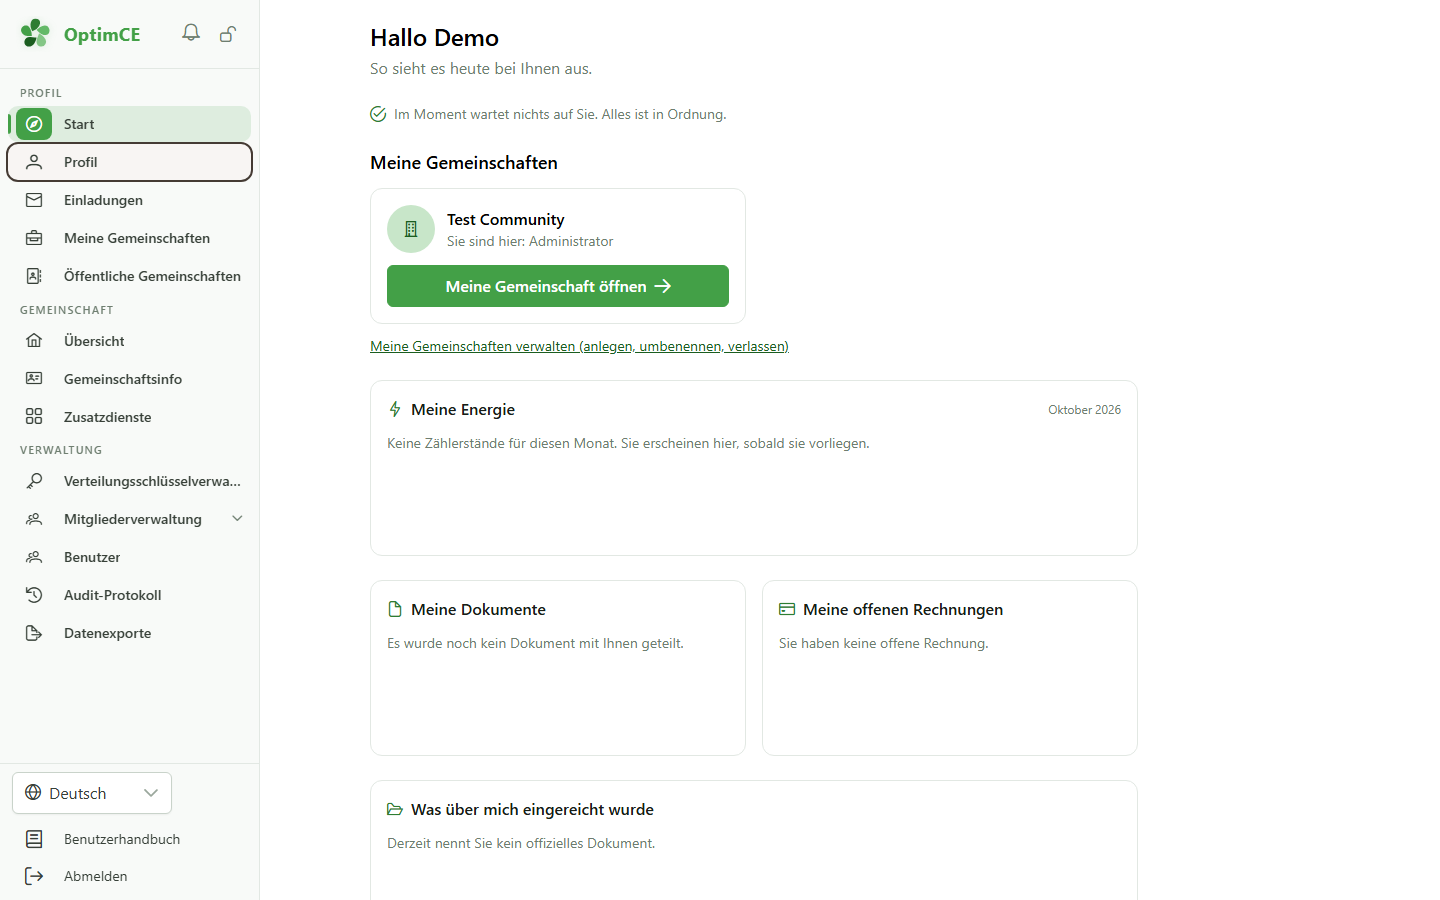 OptimCE
PROFIL
Start
Profil
Einladungen
Meine Gemeinschaften
Öffentliche Gemeinschaften
GEMEINSCHAFT
Übersicht
Gemeinschaftsinfo
Zusatzdienste
VERWALTUNG
Verteilungsschlüsselverwa...
Mitgliederverwaltung
Benutzer
Audit-Protokoll
Datenexporte
Deutsch
Benutzerhandbuch
Abmelden
Hallo Demo
So sieht es heute bei Ihnen aus.
Im Moment wartet nichts auf Sie. Alles ist in Ordnung.
Meine Gemeinschaften
Test Community
Sie sind hier: Administrator
Meine Gemeinschaft öffnen
Meine Gemeinschaften verwalten (anlegen, umbenennen, verlassen)
Meine Energie
Oktober 2026
Keine Zählerstände für diesen Monat. Sie erscheinen hier, sobald sie vorliegen.
Meine Dokumente
Es wurde noch kein Dokument mit Ihnen geteilt.
Meine offenen Rechnungen
Sie haben keine offene Rechnung.
Was über mich eingereicht wurde
Derzeit nennt Sie kein offizielles Dokument.